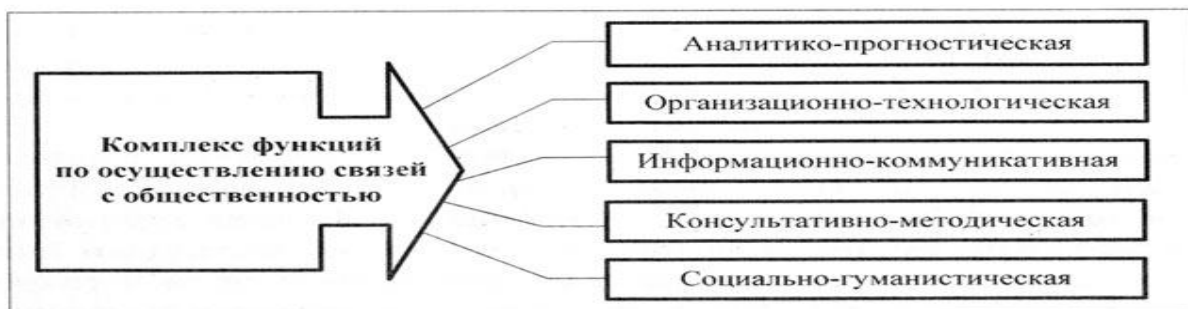 Комплекс функций
по осуществлению связей
с общественностью
Аналитико-прогностическая
Организационно-технологическая
Информационно-коммуникативная
Консультативно-методическая
Социально-гуманистическая